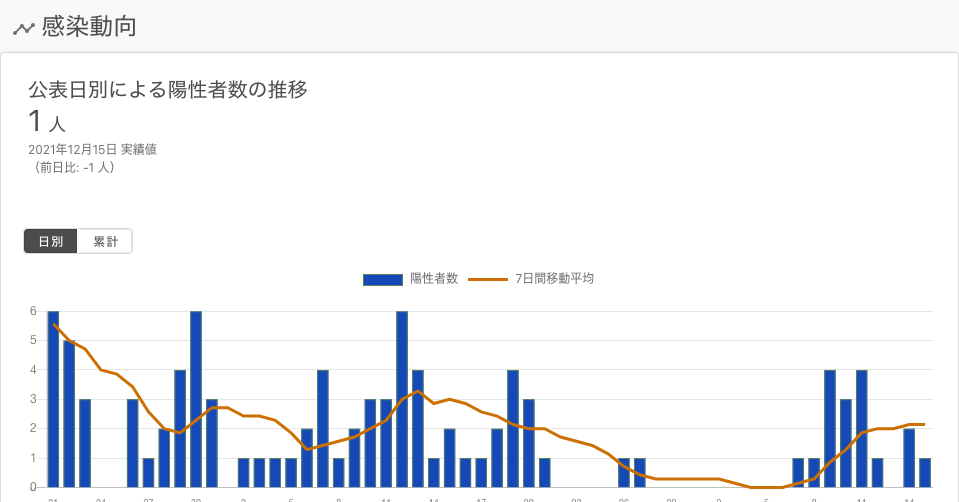 感染動向
公表日別による陽性者数の推移
1 人
2021年12月15日 実績値
（前日比: -1 人）
日別 累計
陽性者数 7日間移動平均
6
5
4
3
2
1
0